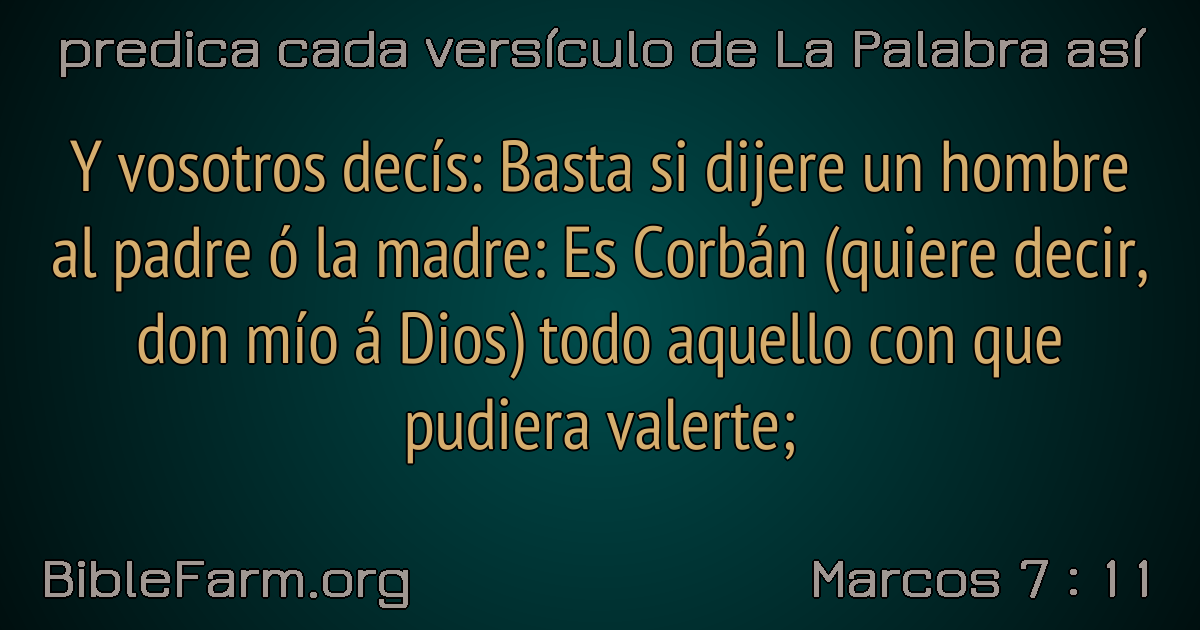 predica cada versículo de La Palabra así
Y vosotros decís: Basta si dijere un hombre
al padre ó la madre: Es Corbán (quiere decir,
don mío á Dios) todo aquello con que
pudiera valerte;
BibleFarm.org
Marcos 7 : 11